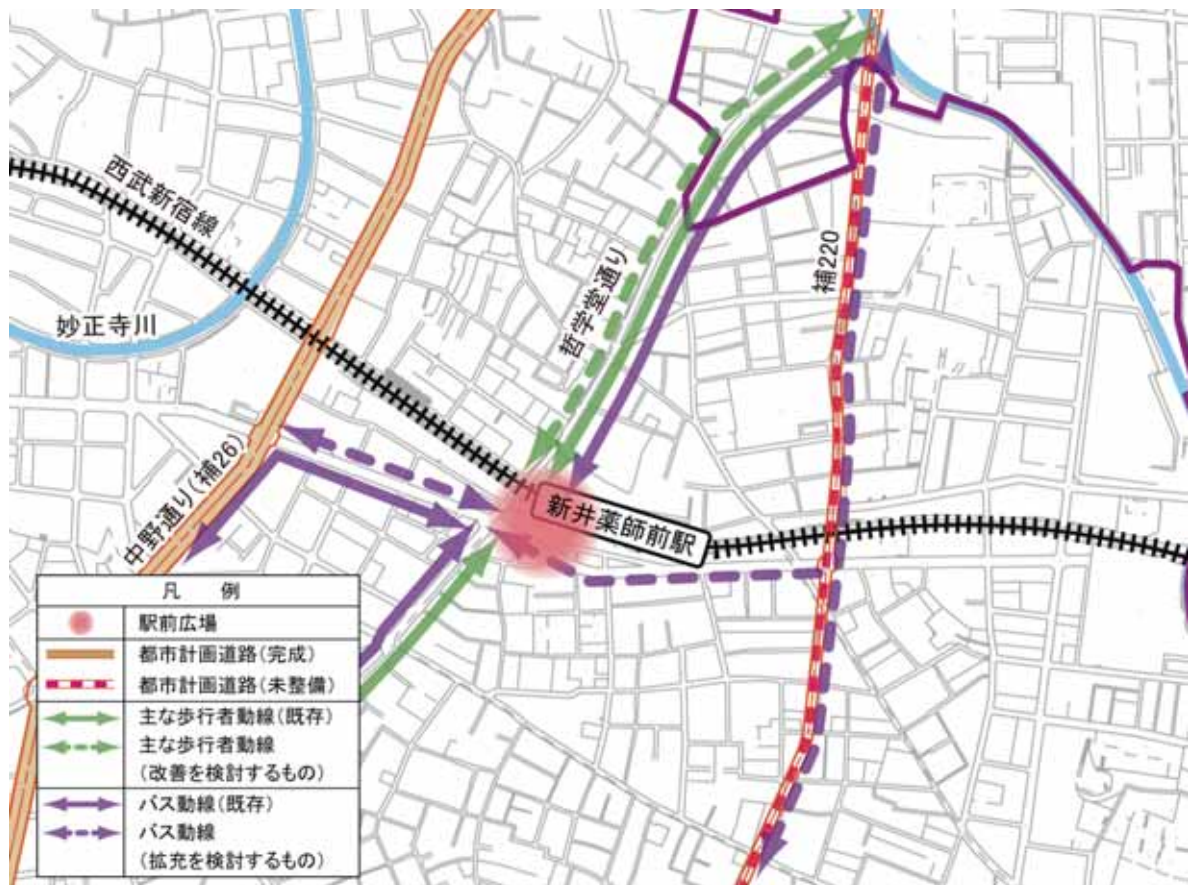 西武新宿線
妙正寺川
哲学堂通り
補220
中野通り(補26)
新井薬師前駅
凡 例
駅前広場
都市計画道路(完成)
都市計画道路(未整備)
主な歩行者動線(既存)
主な歩行者動線
(改善を検討するもの)
バス動線(既存)
バス動線
(拡充を検討するもの)